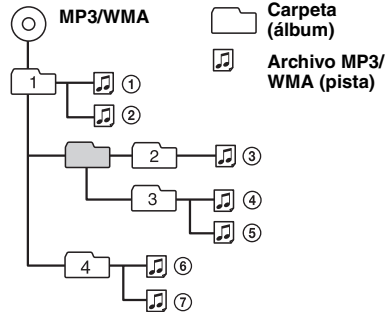 MP3/WMA
Carpeta
(álbum)
Archivo MP3/
WMA (pista)
1
①
②
2
③
3
④
⑤
4
⑥
⑦